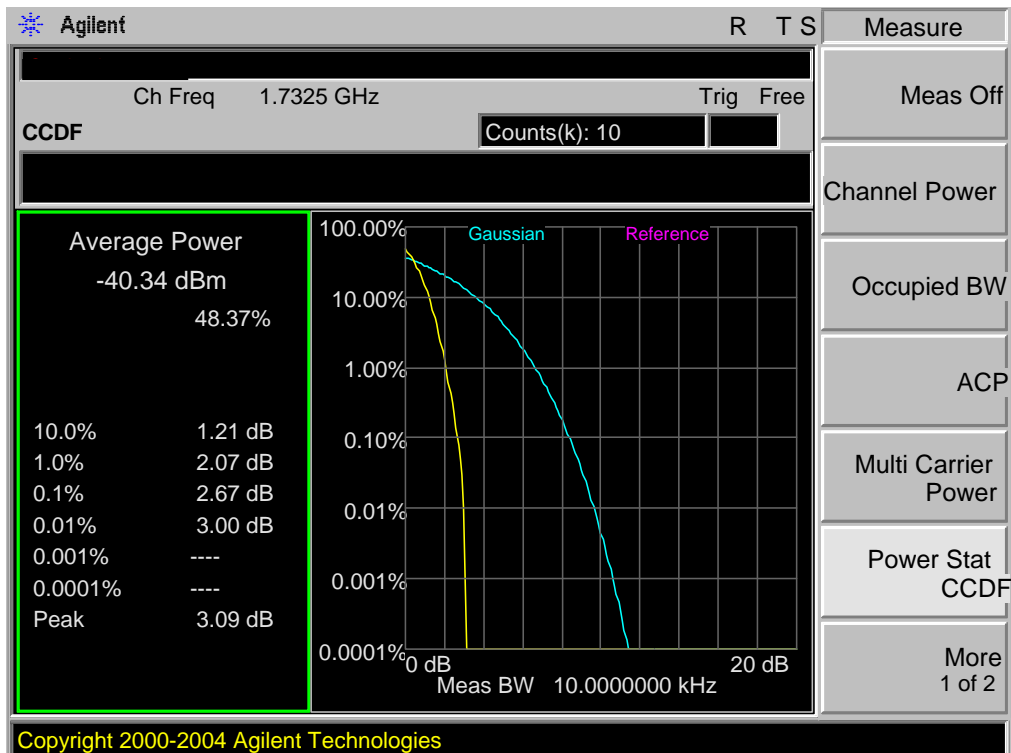 Agilent R T S Measure
Ch Freq 1.7325 GHz Trig Free
Meas Off
CCDF Counts(k): 10
Channel Power
Average Power
-40.34 dBm
48.37%
10.0% 1.21 dB
1.0% 2.07 dB
0.1% 2.67 dB
0.01% 3.00 dB
0.001% ----
0.0001% ----
Peak 3.09 dB
Gaussian Reference
100.00%
10.00%
1.00%
0.10%
0.01%
0.001%
0.0001%
0 dB 20 dB
Meas BW 10.0000000 kHz
Occupied BW
ACP
Multi Carrier
Power
Power Stat
CCDF
More
1 of 2
Copyright 2000-2004 Agilent Technologies